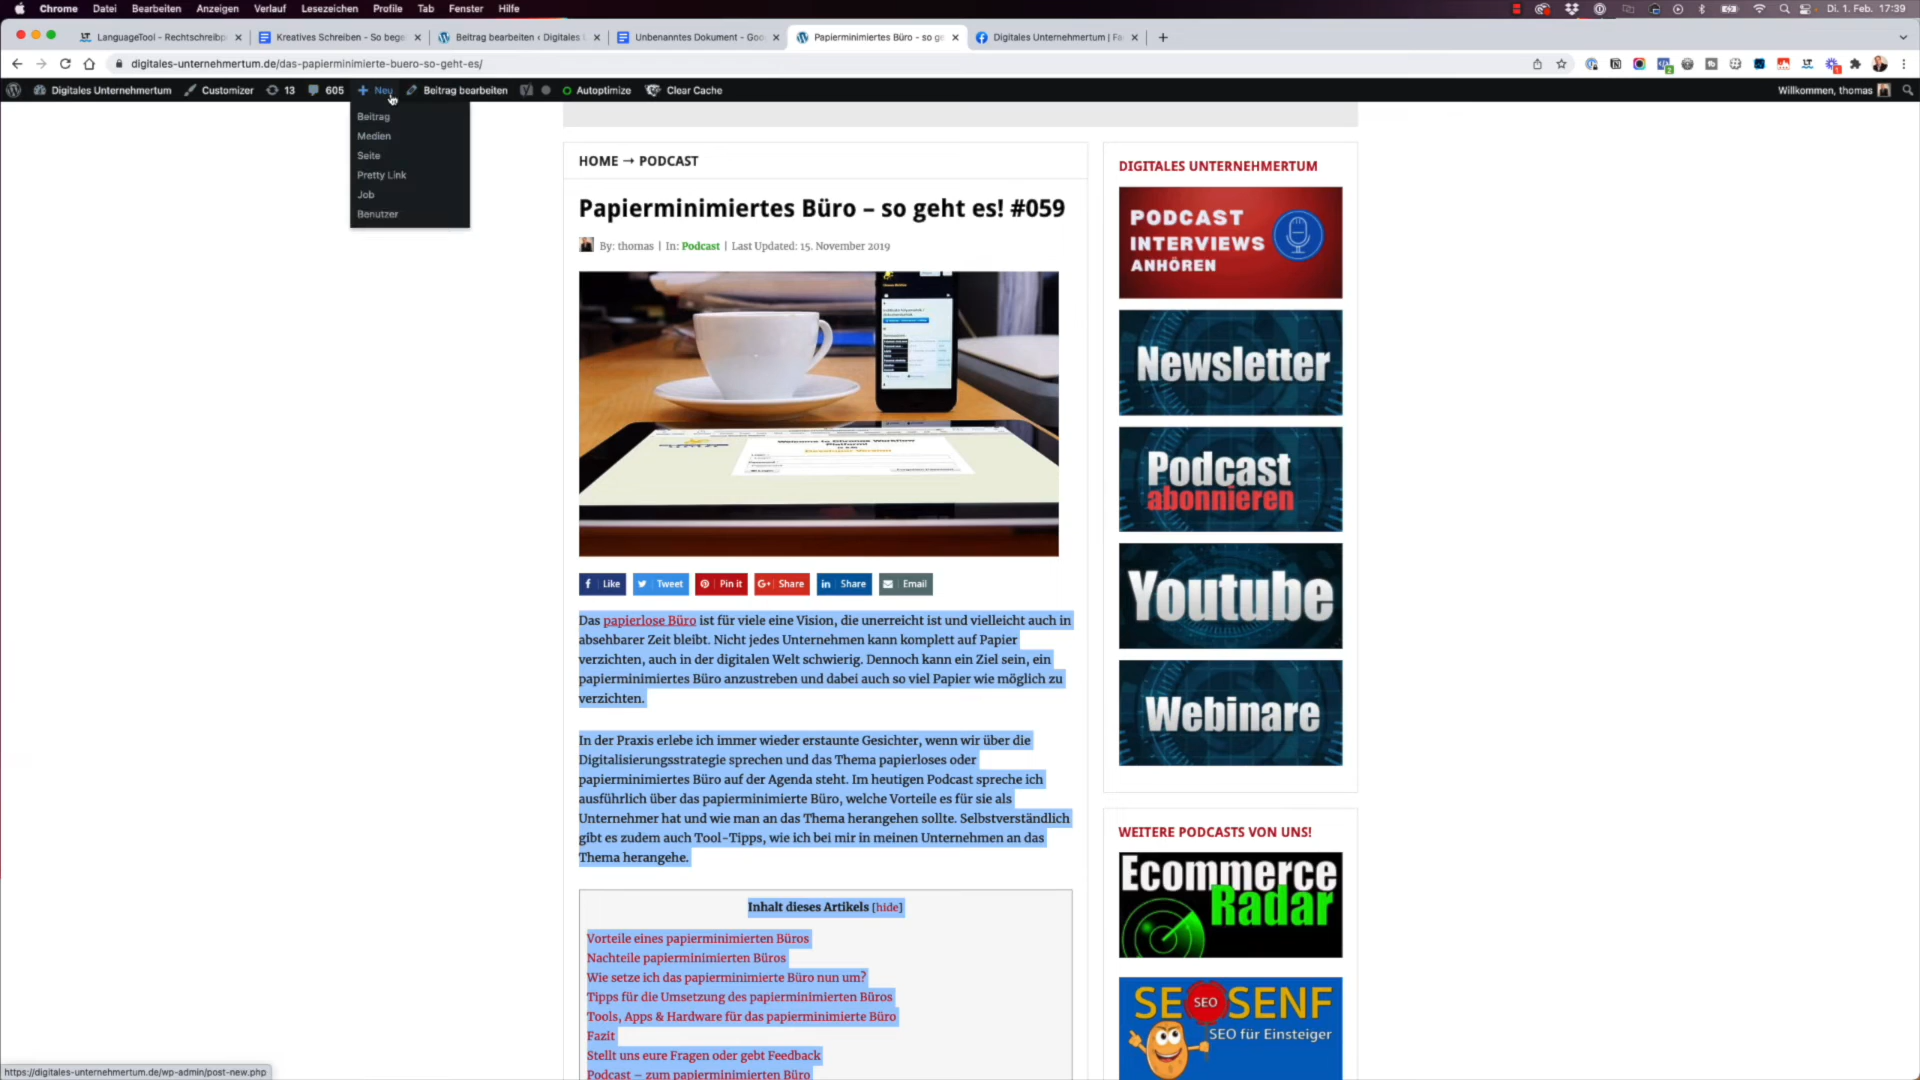 Chrome Datei Bearbeiten Anzeigen Verlauf Lesezeichen Profile Tab Fenster Hilfe Di. 1. Feb. 17:39
LanguageTool - Rechtschreibp Kreatives Schreiben - So bege Beitrag bearbeiten ‹ Digitales Unbenanntes Dokument - Goo Papierminimiertes Büro - so ge Digitales Unternehmertum | Fa
digitales-unternehmertum.de/das-papierminimierte-buero-so-geht-es/
Digitales Unternehmertum Customizer 13 605 Neu Beitrag bearbeiten Autoptimize Clear Cache Willkommen, thomas
Beitrag
Medien
Seite
Pretty Link
Job
Benutzer
HOME → PODCAST
Papierminimiertes Büro – so geht es! #059
By: thomas | In: Podcast | Last Updated: 15. November 2019
Like Tweet Pin it Share Share Email
Das papierlose Büro ist für viele eine Vision, die unerreicht ist und vielleicht auch in
absehbarer Zeit bleibt. Nicht jedes Unternehmen kann komplett auf Papier
verzichten, auch in der digitalen Welt schwierig. Dennoch kann ein Ziel sein, ein
papierminimiertes Büro anzustreben und dabei auch so viel Papier wie möglich zu
verzichten.
In der Praxis erlebe ich immer wieder erstaunte Gesichter, wenn wir über die
Digitalisierungsstrategie sprechen und das Thema papierloses oder
papierminimiertes Büro auf der Agenda steht. Im heutigen Podcast spreche ich
ausführlich über das papierminimierte Büro, welche Vorteile es für sie als
Unternehmer hat und wie man an das Thema herangehen sollte. Selbstverständlich
gibt es zudem auch Tool-Tipps, wie ich bei mir in meinen Unternehmen an das
Thema herangehe.
Inhalt dieses Artikels [hide]
Vorteile eines papierminimierten Büros
Nachteile papierminimierten Büros
Wie setze ich das papierminimierte Büro nun um?
Tipps für die Umsetzung des papierminimierten Büros
Tools, Apps & Hardware für das papierminimierte Büro
Fazit
Stellt uns eure Fragen oder gebt Feedback
Podcast – zum papierminimierten Büro
DIGITALES UNTERNEHMERTUM
PODCAST
INTERVIEWS
ANHÖREN
Newsletter
Podcast
abonnieren
Youtube
Webinare
WEITERE PODCASTS VON UNS!
Ecommerce
Radar
SEO SENF
SEO
SEO für Einsteiger
https://digitales-unternehmertum.de/wp-admin/post-new.php